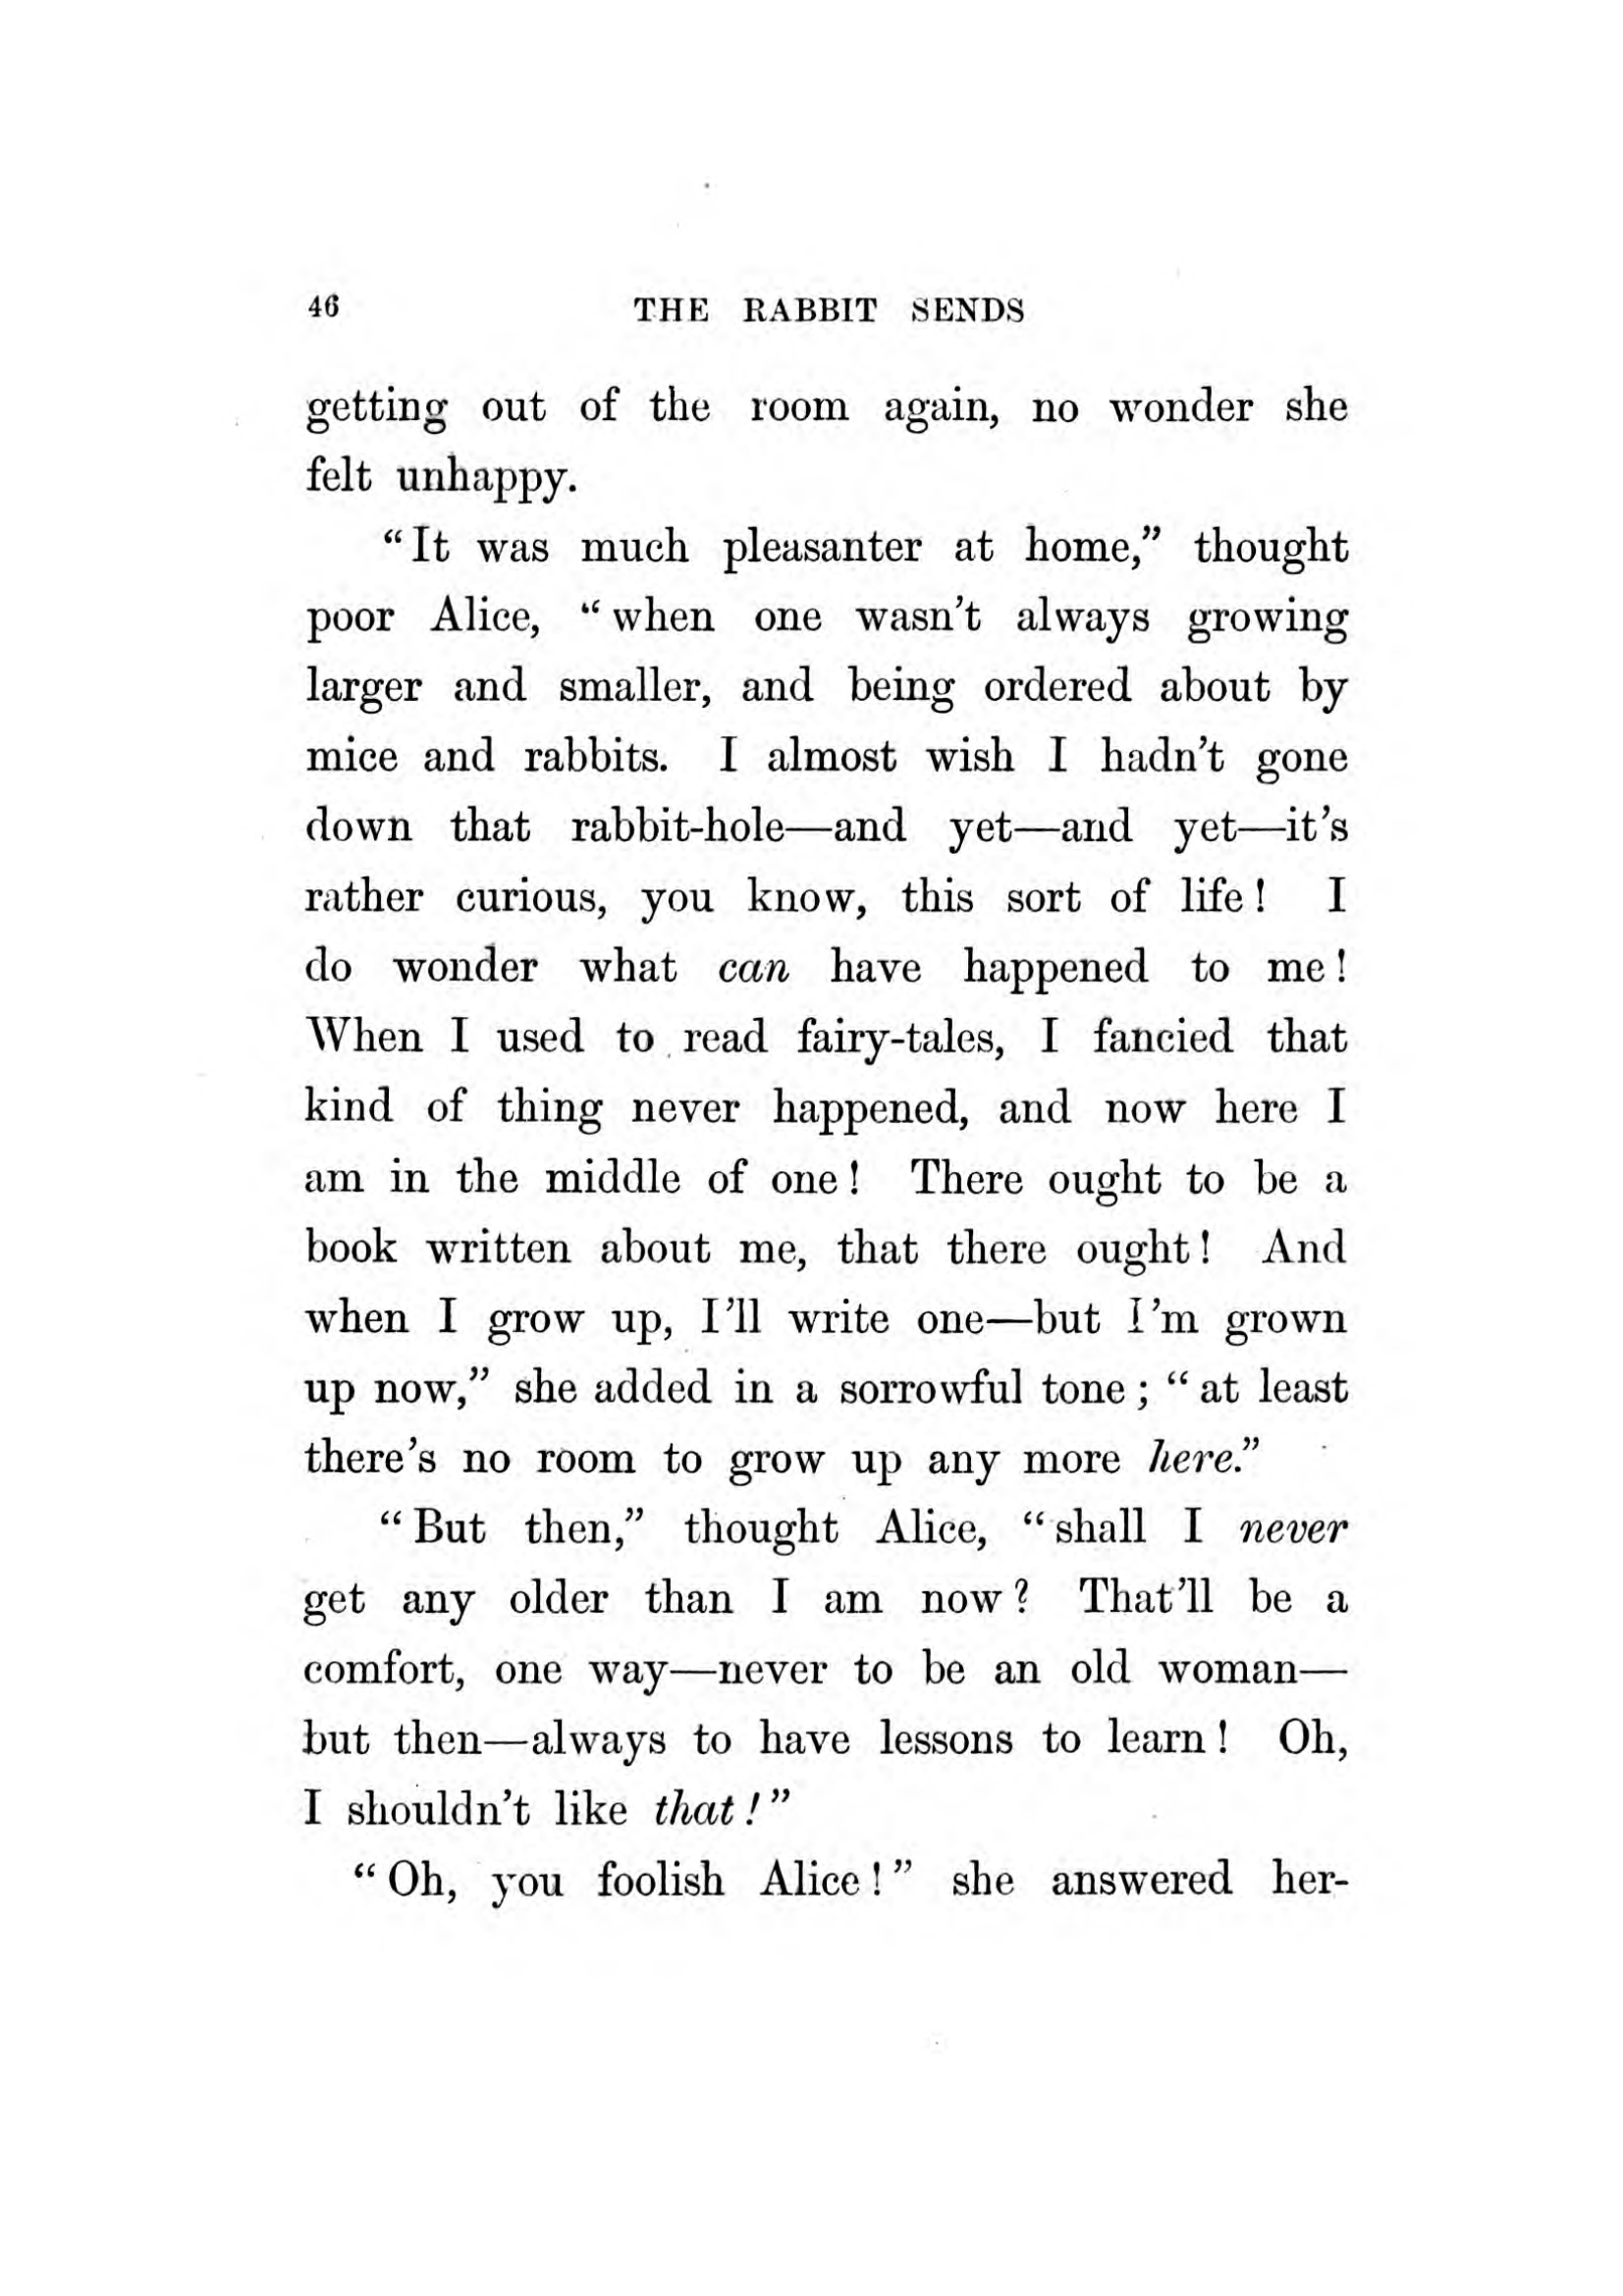 46 THE RABBIT SENDS
getting out of the room again, no wonder she
felt unhappy.
“It was much pleasanter at home,” thought
poor Alice, “when one wasn’t always growing
larger and smaller, and being ordered about by
mice and rabbits. I almost wish I hadn’t gone
down that rabbit-hole—and yet—and yet—it’s
rather curious, you know, this sort of life! I
do wonder what can have happened to me!
When I used to read fairy-tales, I fancied that
kind of thing never happened, and now here I
am in the middle of one! There ought to be a
book written about me, that there ought! And
when I grow up, I’ll write one—but I’m grown
up now,” she added in a sorrowful tone; “at least
there’s no room to grow up any more here.”
“But then,” thought Alice, “shall I never
get any older than I am now? That’ll be a
comfort, one way—never to be an old woman—
but then—always to have lessons to learn! Oh,
I shouldn’t like that!”
“Oh, you foolish Alice!” she answered her-